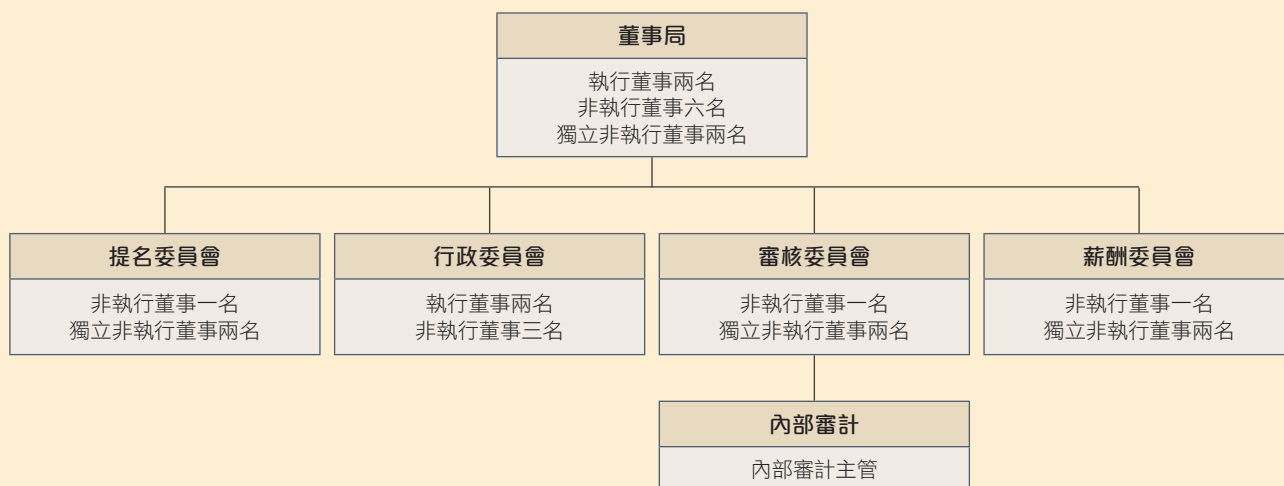 董事局
執行董事兩名
非執行董事六名
獨立非執行董事兩名
提名委員會
非執行董事一名
獨立非執行董事兩名
行政委員會
執行董事兩名
非執行董事三名
審核委員會
非執行董事一名
獨立非執行董事兩名
薪酬委員會
非執行董事一名
獨立非執行董事兩名
內部審計
內部審計主管